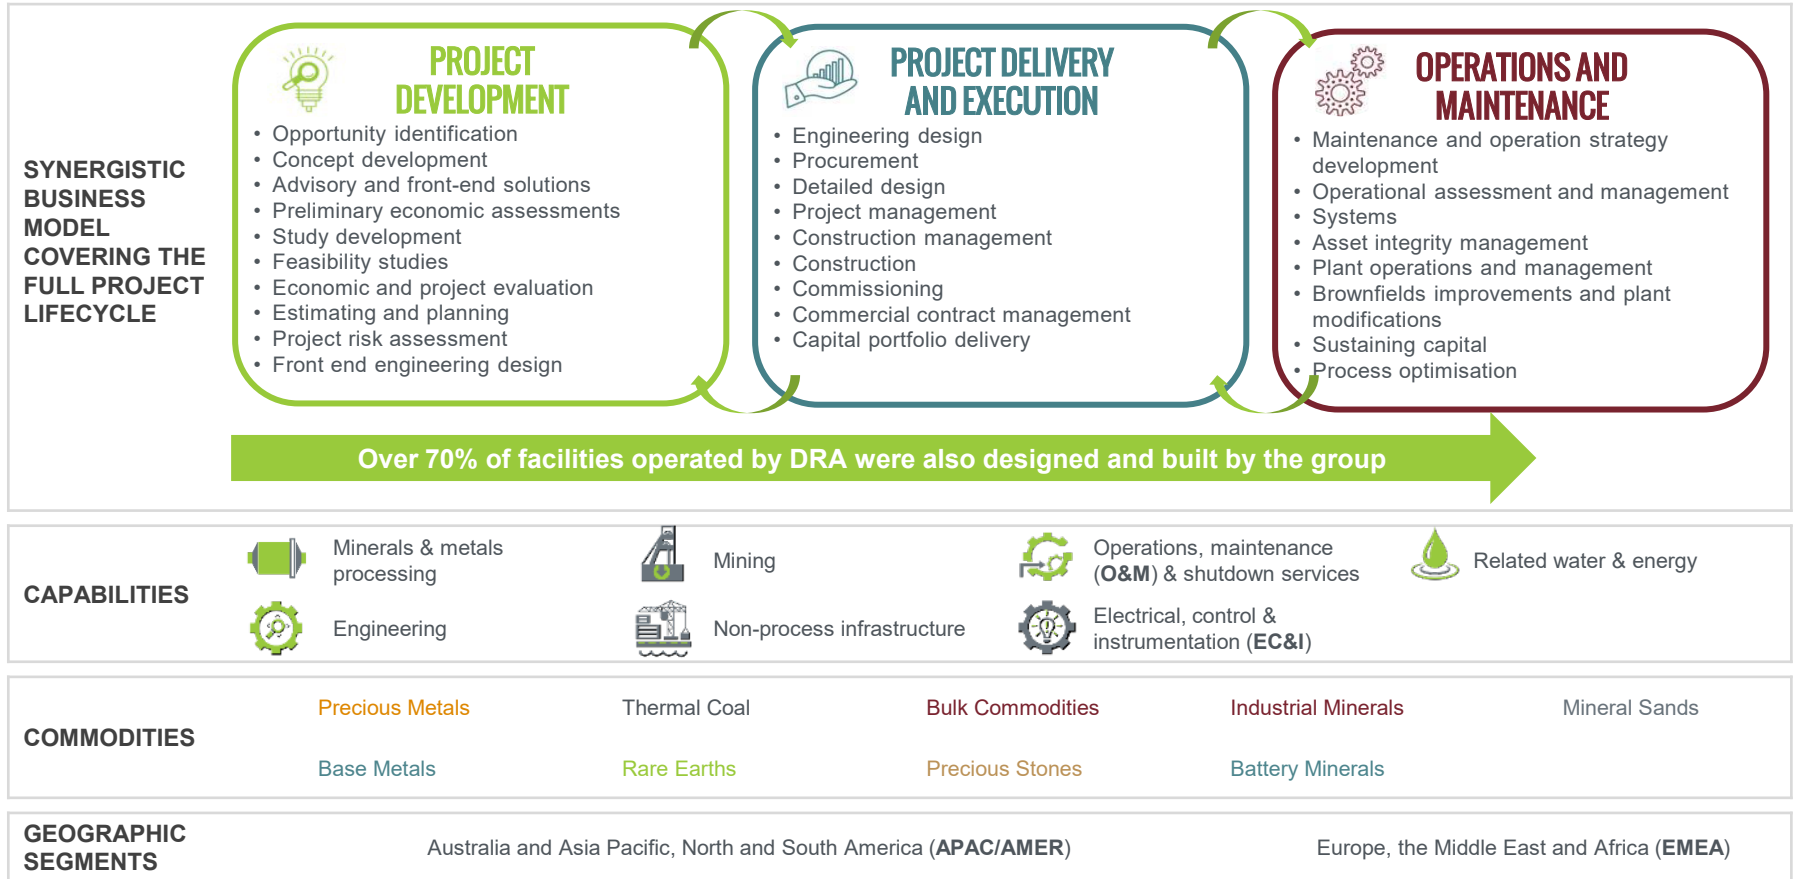 SYNERGISTIC
BUSINESS
MODEL
COVERING THE
FULL PROJECT
LIFECYCLE
PROJECT
DEVELOPMENT
• Opportunity identification
• Concept development
• Advisory and front-end solutions
• Preliminary economic assessments
• Study development
• Feasibility studies
• Economic and project evaluation
• Estimating and planning
• Project risk assessment
• Front end engineering design
PROJECT DELIVERY
AND EXECUTION
• Engineering design
• Procurement
• Detailed design
• Project management
• Construction management
• Construction
• Commissioning
• Commercial contract management
• Capital portfolio delivery
OPERATIONS AND
MAINTENANCE
• Maintenance and operation strategy
development
• Operational assessment and management
• Systems
• Asset integrity management
• Plant operations and management
• Brownfields improvements and plant
modifications
• Sustaining capital
• Process optimisation
Over 70% of facilities operated by DRA were also designed and built by the group
CAPABILITIES
Minerals & metals
processing
Mining
Operations, maintenance
(O&M) & shutdown services
Related water & energy
Engineering
Non-process infrastructure
Electrical, control &
instrumentation (EC&I)
COMMODITIES
Precious Metals
Thermal Coal
Bulk Commodities
Industrial Minerals
Mineral Sands
Base Metals
Rare Earths
Precious Stones
Battery Minerals
GEOGRAPHIC
SEGMENTS
Australia and Asia Pacific, North and South America (APAC/AMER)
Europe, the Middle East and Africa (EMEA)